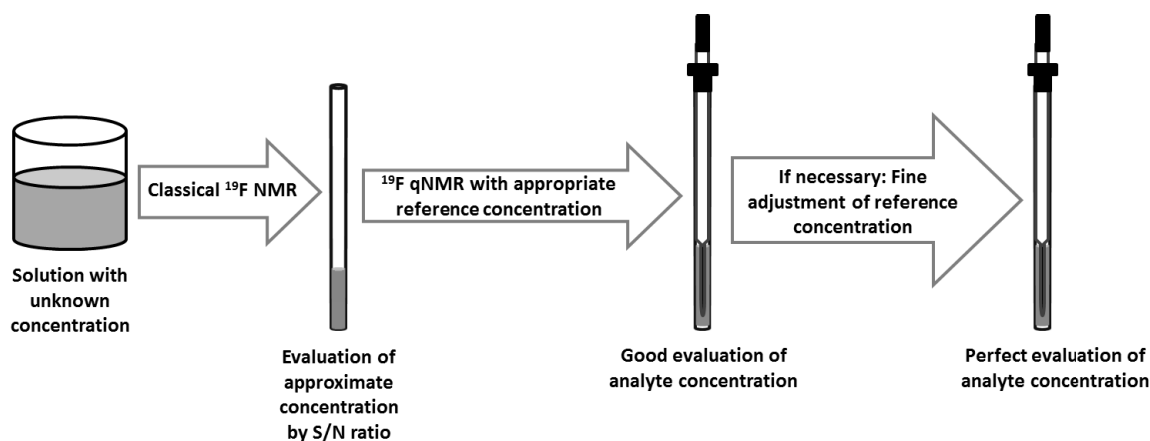 Solution with
unknown
concentration
Classical ¹⁹F NMR
Evaluation of
approximate
concentration
by S/N ratio
¹⁹F qNMR with appropriate
reference concentration
Good evaluation of
analyte concentration
If necessary: Fine
adjustment of reference
concentration
Perfect evaluation of
analyte concentration